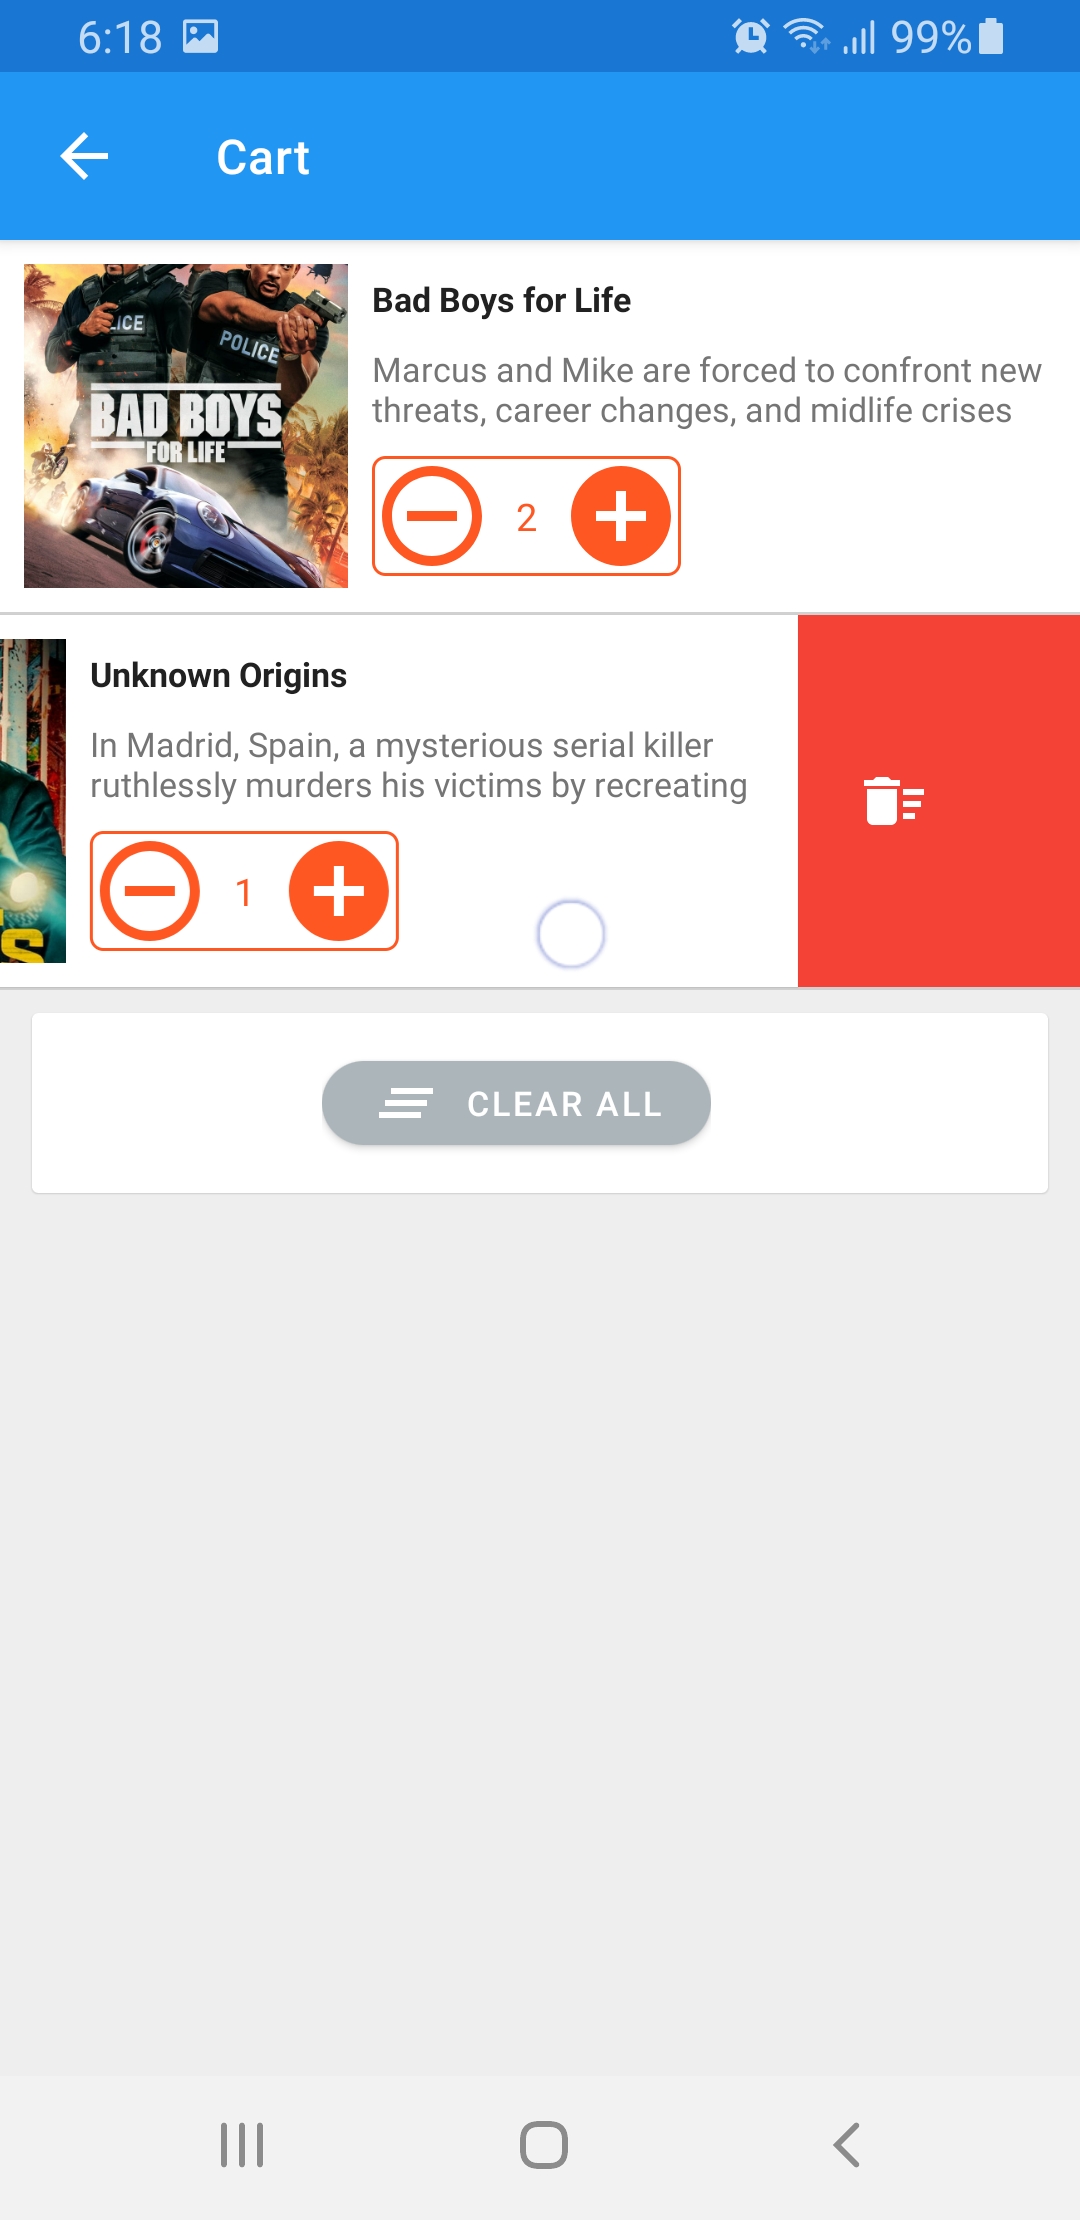 6:18
99%
Cart
ICE
POLICE
BAD BOYS
FOR LIFE
Bad Boys for Life
Marcus and Mike are forced to confront new
threats, career changes, and midlife crises
2
S
Unknown Origins
In Madrid, Spain, a mysterious serial killer
ruthlessly murders his victims by recreating
1
CLEAR ALL